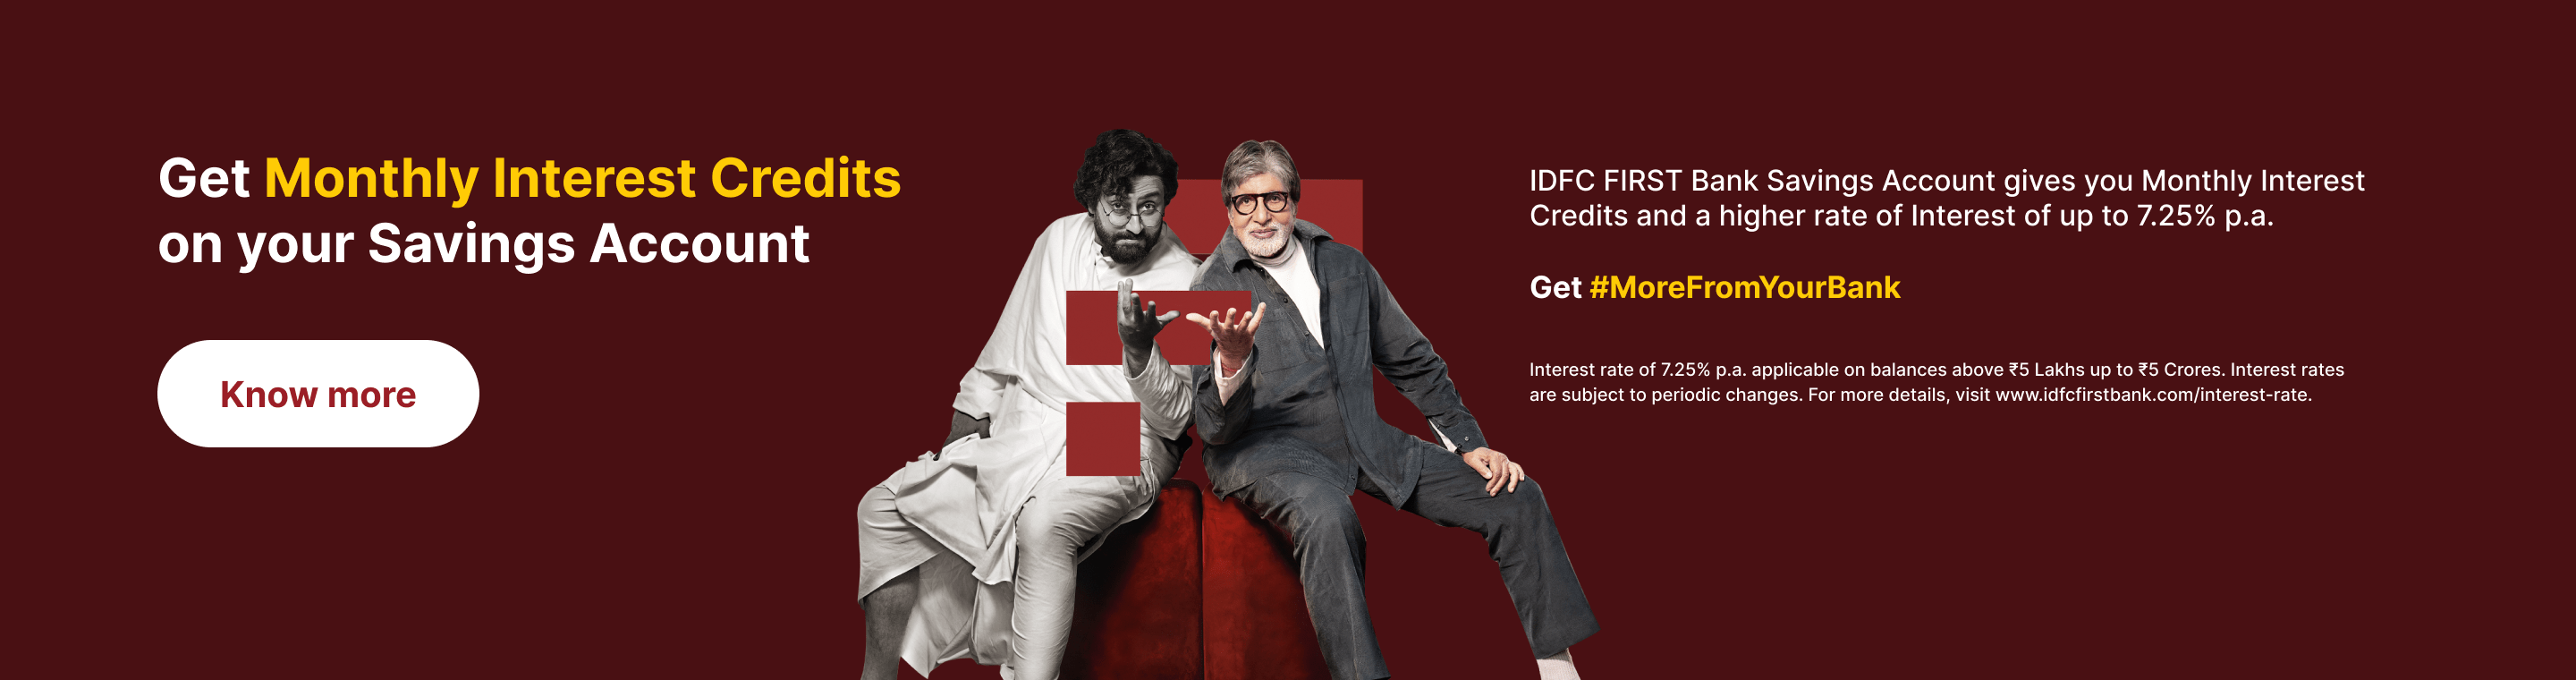 Get Monthly Interest Credits
on your Savings Account
Know more
IDFC FIRST Bank Savings Account gives you Monthly Interest
Credits and a higher rate of Interest of up to 7.25% p.a.
Get #MoreFromYourBank
Interest rate of 7.25% p.a. applicable on balances above ₹5 Lakhs up to ₹5 Crores. Interest rates
are subject to periodic changes. For more details, visit www.idfcfirstbank.com/interest-rate.